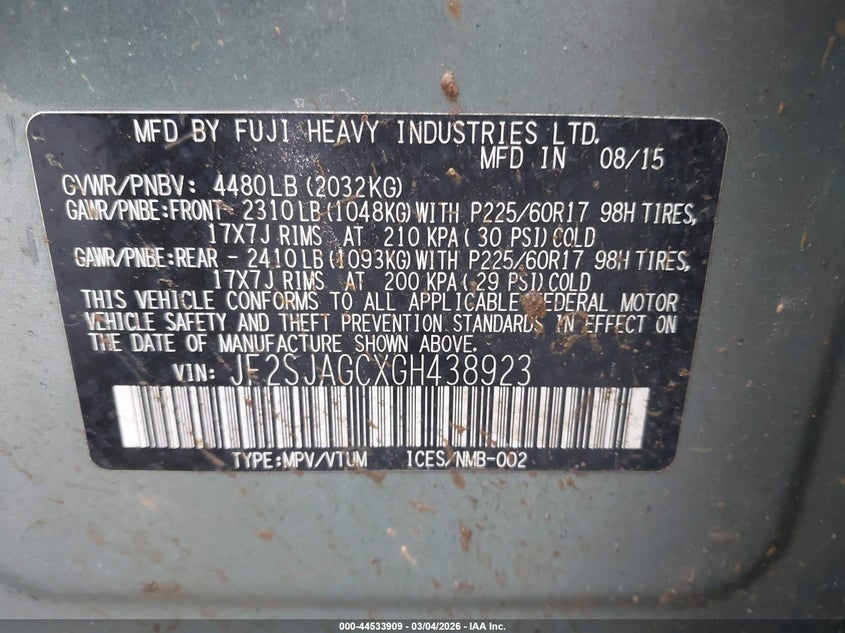 MFD BY FUJI HEAVY INDUSTRIES LTD.
MFD IN 08/15
GVWR/PNBV: 4480LB(2032KG)
GAWR/PNBE:FRONT - 2310LB(1048KG)WITH P225/60R17 98H TIRES,
17X7J RIMS AT 210 KPA(30 PSI)COLD
GAWR/PNBE:REAR - 2410LB(1093KG)WITH P225/60R17 98H TIRES,
17X7J RIMS AT 200 KPA(29 PSI)COLD
THIS VEHICLE CONFORMS TO ALL APPLICABLE FEDERAL MOTOR
VEHICLE SAFETY AND THEFT PREVENTION STANDARDS IN EFFECT ON
THE DATE OF MANUFACTURE SHOWN ABOVE.
VIN: JF2SJAGCXGH438923
TYPE:MPV/VTUM ICES/NMB-002
000-44533909 - 03/04/2026 - IAA Inc.